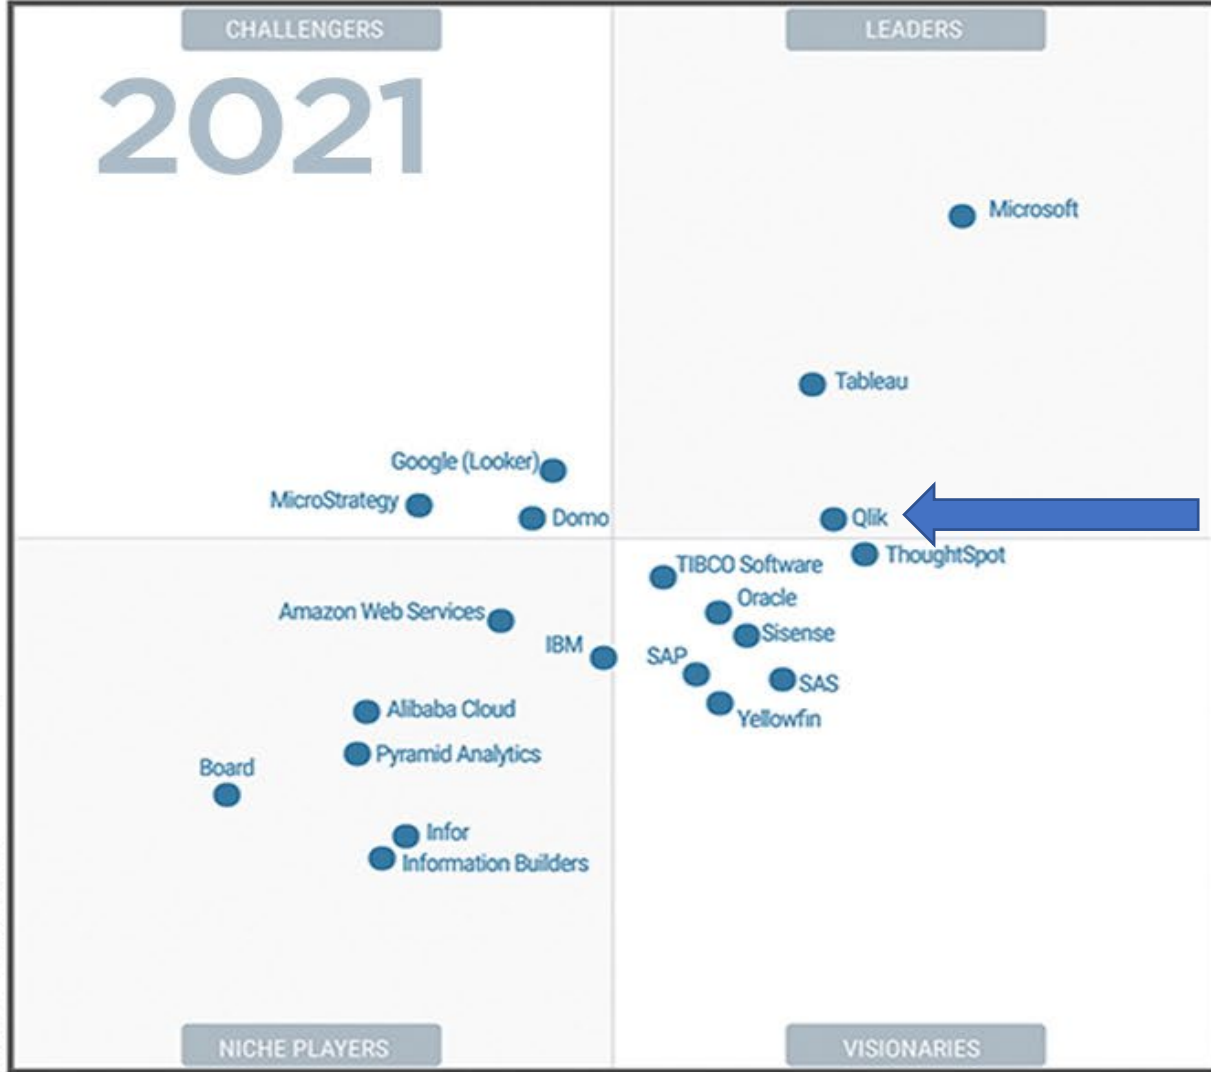 CHALLENGERS
LEADERS
2021
Microsoft
Tableau
Google (Looker)
MicroStrategy
Domo
Qlik
ThoughtSpot
TIBCO Software
Oracle
Amazon Web Services
Sisense
IBM
SAP
SAS
Alibaba Cloud
Yellowfin
Pyramid Analytics
Board
Infor
Information Builders
NICHE PLAYERS
VISIONARIES